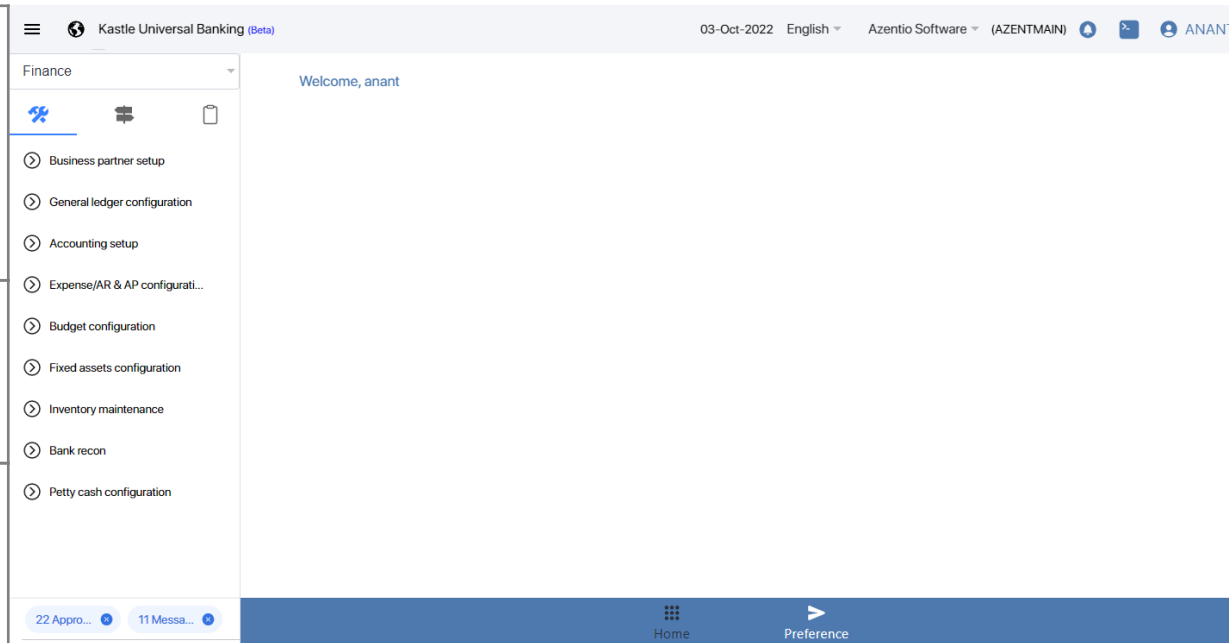 Kastle Universal Banking (Beta)
03-Oct-2022 English Azentio Software (AZENTMAIN) ANANT
Finance
Welcome, anant
Business partner setup
General ledger configuration
Accounting setup
Expense/AR & AP configurati...
Budget configuration
Fixed assets configuration
Inventory maintenance
Bank recon
Petty cash configuration
22 Appro... 11 Messa...
Home Preference